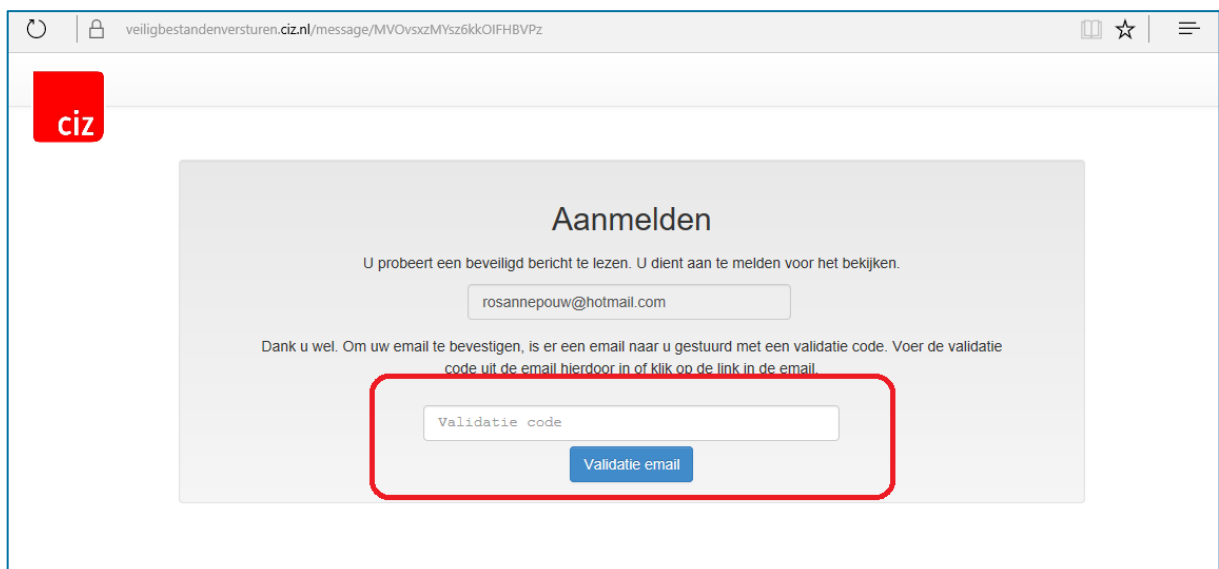 veiligbestandenversturen.ciz.nl/message/MVOvsxzMYsz6kkOIFHBVPz
ciz
Aanmelden
U probeert een beveiligd bericht te lezen. U dient aan te melden voor het bekijken.
rosannepouw@hotmail.com
Dank u wel. Om uw email te bevestigen, is er een email naar u gestuurd met een validatie code. Voer de validatie
code uit de email hierdoor in of klik op de link in de email.
Validatie code
Validatie email